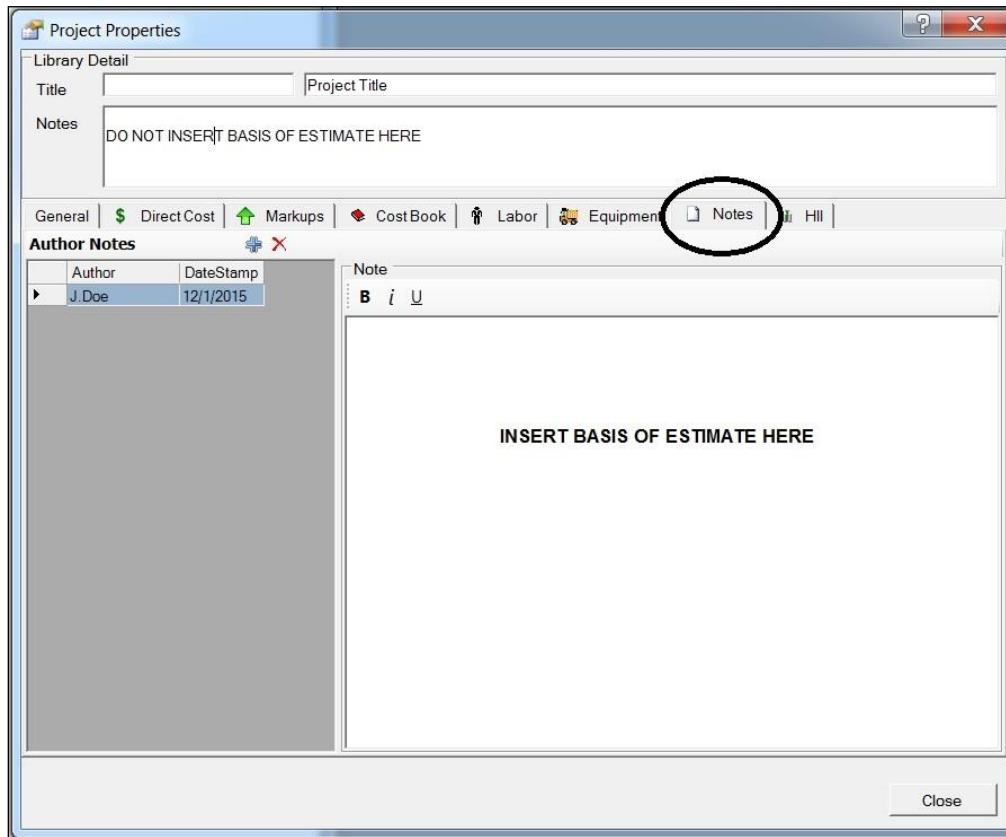 Project Properties
?
X
Library Detail
Title
Project Title
Notes
DO NOT INSERT BASIS OF ESTIMATE HERE
General $ Direct Cost Markups Cost Book Labor Equipment Notes HII
Author Notes
Author DateStamp
J.Doe 12/1/2015
Note
B i U
INSERT BASIS OF ESTIMATE HERE
Close